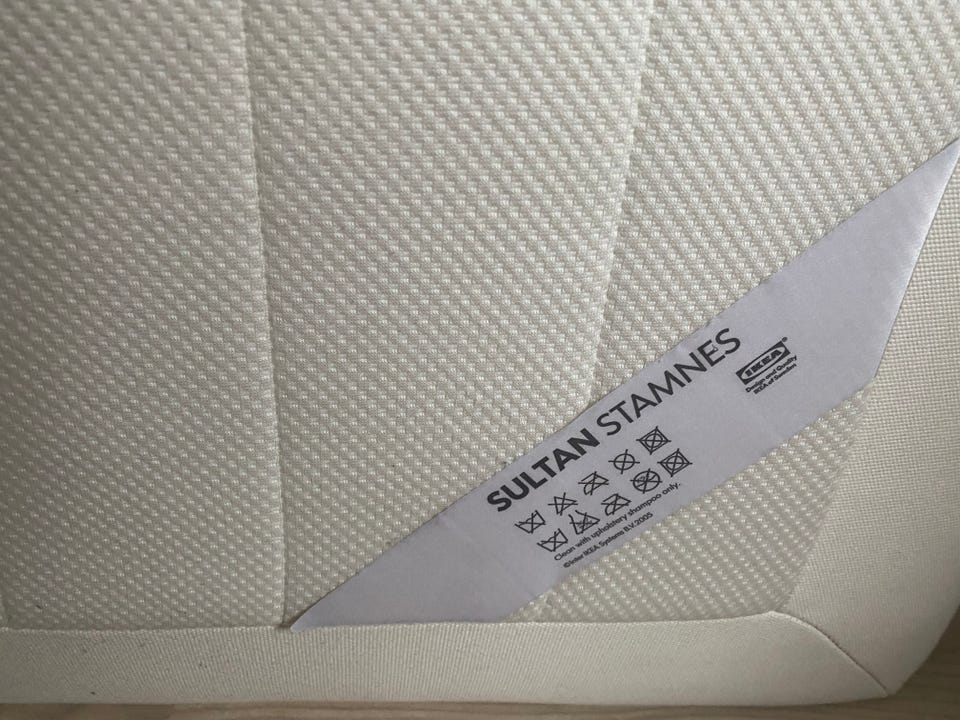 SULTAN STAMNES
IKEA®
Design and Quality
IKEA of Sweden
Clean with upholstery shampoo only.
©Inter IKEA Systems B.V.2005